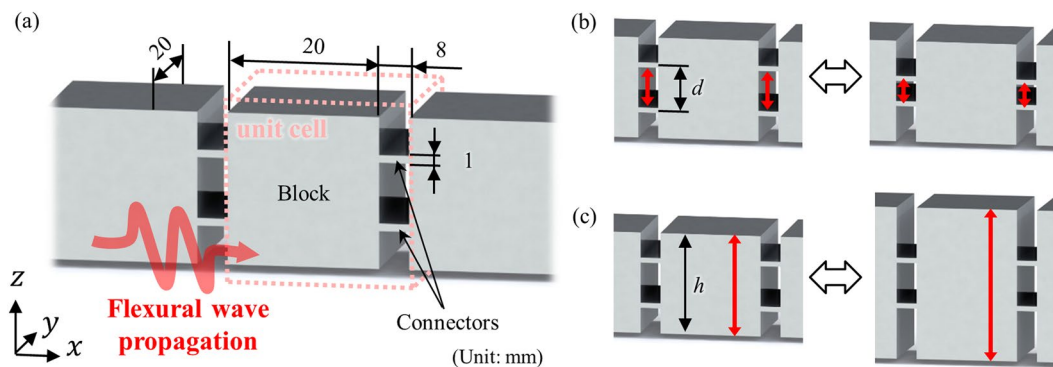 (a)
20
20
8
unit cell
1
Block
Flexural wave
propagation
Connectors
(Unit: mm)
z
y
x
(b)
d
(c)
h